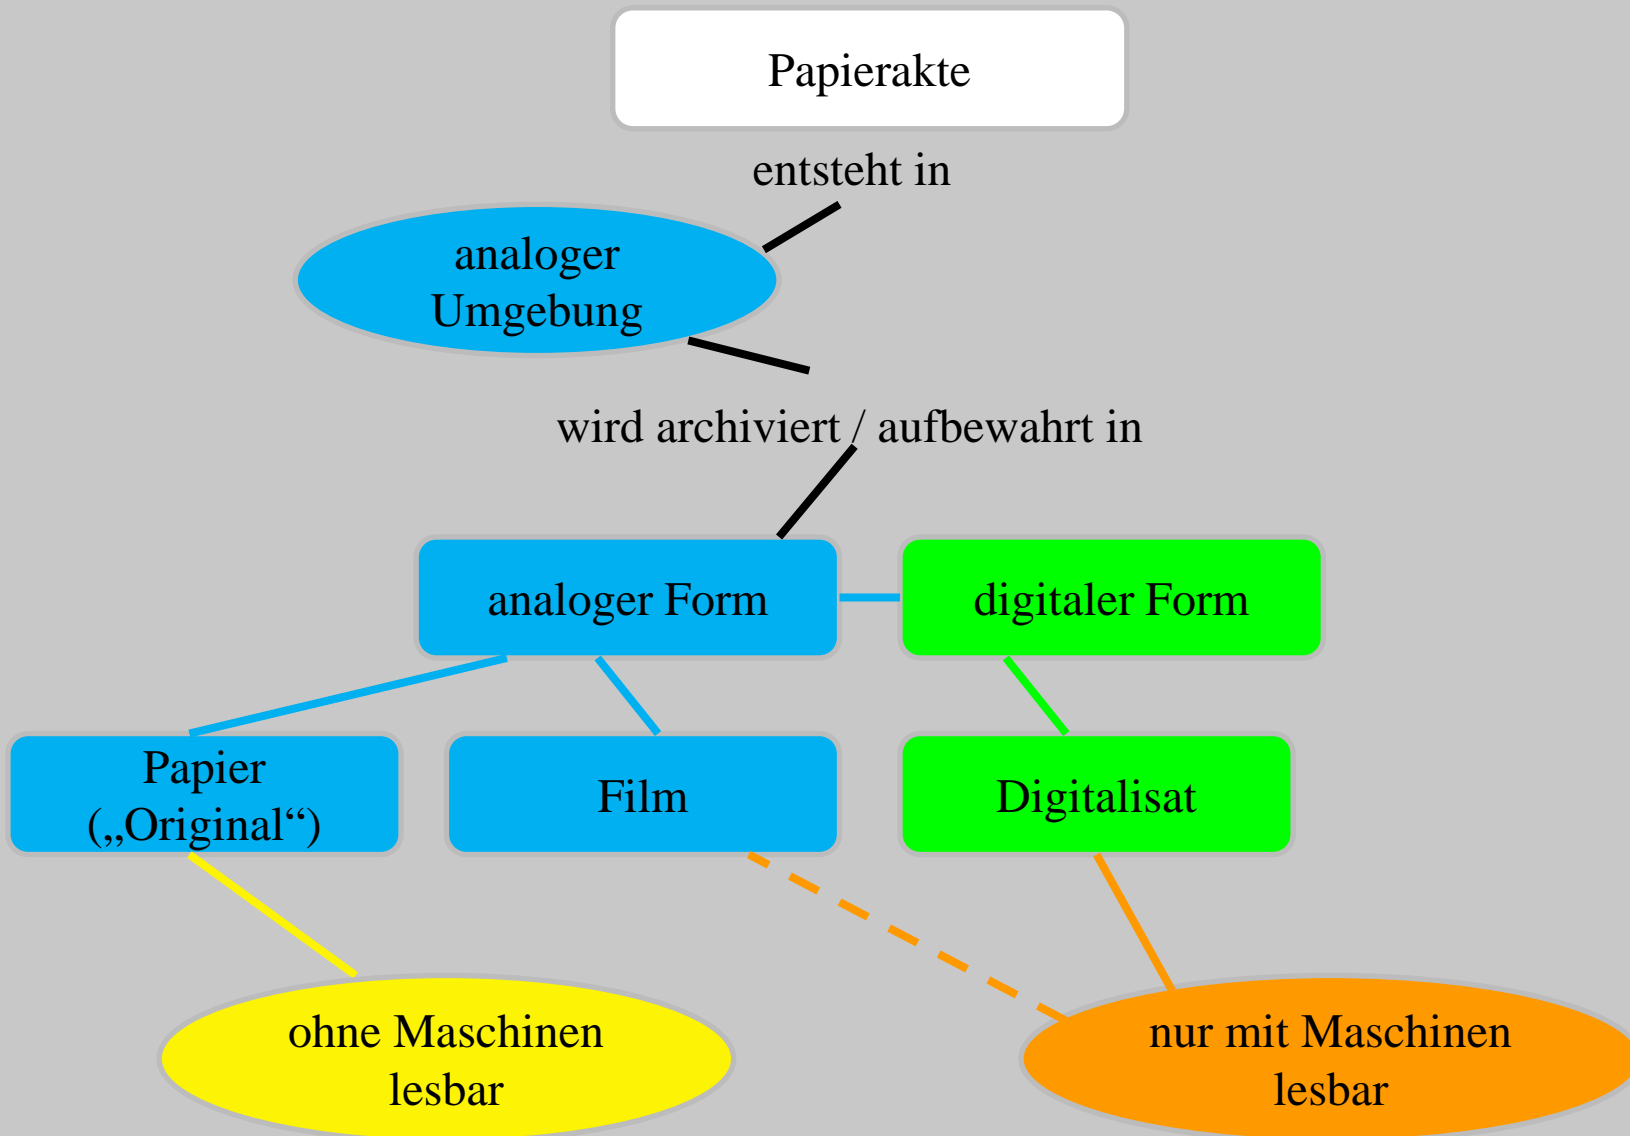 Papierakte
entsteht in
analoger
Umgebung
wird archiviert / aufbewahrt in
analoger Form
digitaler Form
Papier
(„Original“)
Film
Digitalisat
ohne Maschinen
lesbar
nur mit Maschinen
lesbar